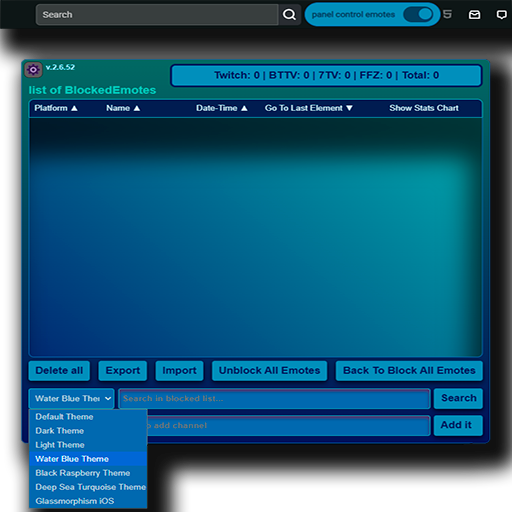 Search
panel control emotes
v.2.6.52
Twitch: 0 | BTTV: 0 | 7TV: 0 | FFZ: 0 | Total: 0
list of BlockedEmotes
Platform ▲ Name ▲ Date-Time ▲ Go To Last Element ▼ Show Stats Chart
Delete all Export Import Unblock All Emotes Back To Block All Emotes
Water Blue Ther Search in blocked list... Search
add channel Add it
Default Theme
Dark Theme
Light Theme
Water Blue Theme
Black Raspberry Theme
Deep Sea Turquoise Theme
Glassmorphism iOS